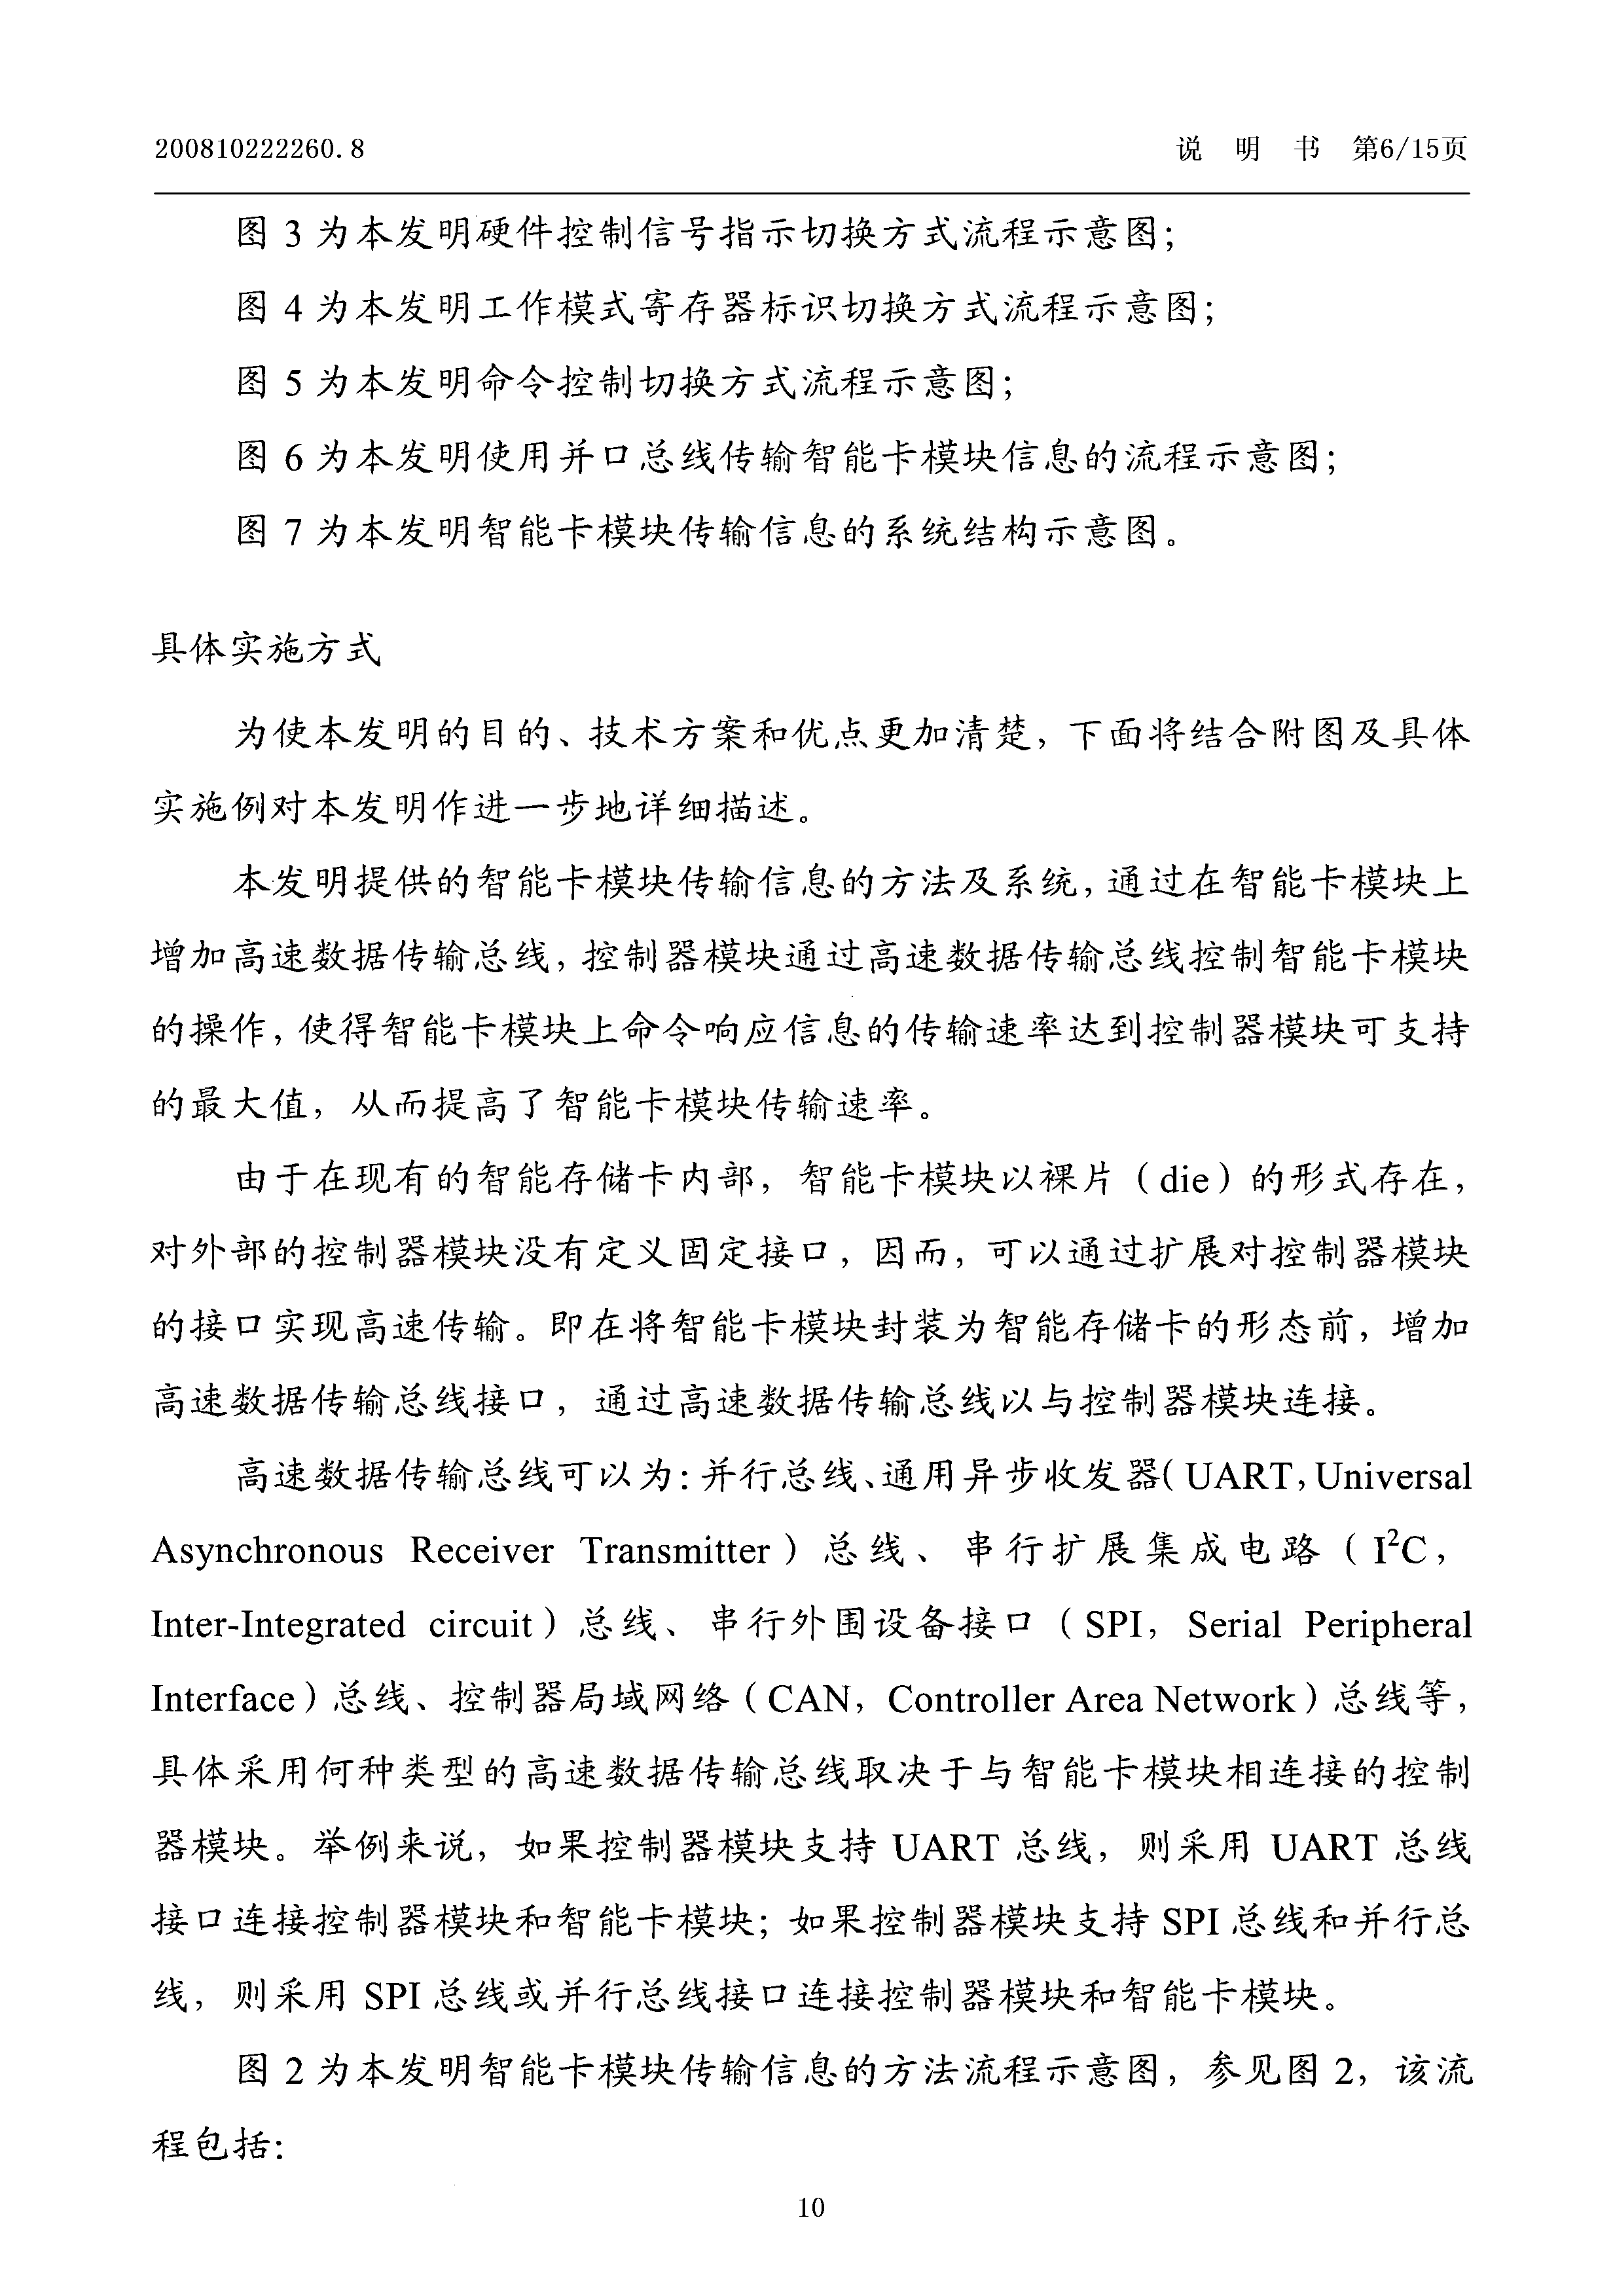 200810222260.8 说 明 书 第6/15页
图 3 为本发明硬件控制信号指示切换方式流程示意图；
图 4 为本发明工作模式寄存器标识切换方式流程示意图；
图 5 为本发明命令控制切换方式流程示意图；
图 6 为本发明使用并口总线传输智能卡模块信息的流程示意图；
图 7 为本发明智能卡模块传输信息的系统结构示意图。
具体实施方式
为使本发明的目的、技术方案和优点更加清楚，下面将结合附图及具体
实施例对本发明作进一步地详细描述。
本发明提供的智能卡模块传输信息的方法及系统，通过在智能卡模块上
增加高速数据传输总线，控制器模块通过高速数据传输总线控制智能卡模块
的操作，使得智能卡模块上命令响应信息的传输速率达到控制器模块可支持
的最大值，从而提高了智能卡模块传输速率。
由于在现有的智能存储卡内部，智能卡模块以裸片（die）的形式存在，
对外部的控制器模块没有定义固定接口，因而，可以通过扩展对控制器模块
的接口实现高速传输。即在将智能卡模块封装为智能存储卡的形态前，增加
高速数据传输总线接口，通过高速数据传输总线以与控制器模块连接。
高速数据传输总线可以为：并行总线、通用异步收发器（UART，Universal
Asynchronous Receiver Transmitter）总线、串行扩展集成电路（I²C，
Inter-Integrated circuit）总线、串行外围设备接口（SPI，Serial Peripheral
Interface）总线、控制器局域网络（CAN，Controller Area Network）总线等，
具体采用何种类型的高速数据传输总线取决于与智能卡模块相连接的控制
器模块。举例来说，如果控制器模块支持 UART 总线，则采用 UART 总线
接口连接控制器模块和智能卡模块；如果控制器模块支持 SPI 总线和并行总
线，则采用 SPI 总线或并行总线接口连接控制器模块和智能卡模块。
图 2 为本发明智能卡模块传输信息的方法流程示意图，参见图 2，该流
程包括：
10